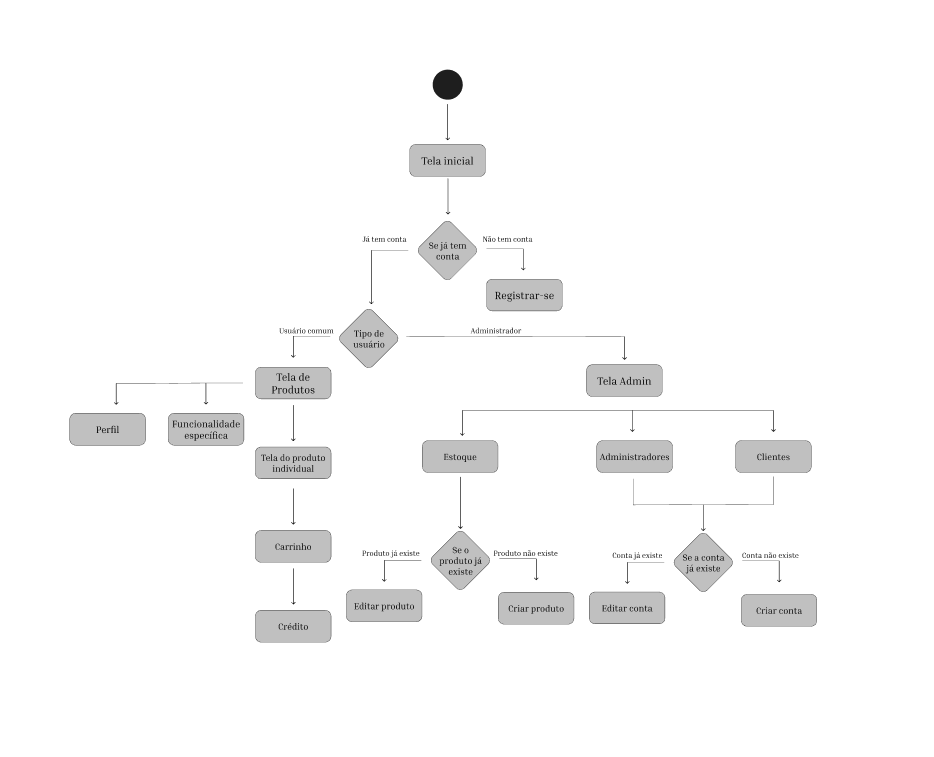 Tela inicial
Já tem conta
Se já tem
conta
Não tem conta
Registrar-se
Usuário comum
Tipo de
usuário
Administrador
Tela de
Produtos
Tela Admin
Perfil
Funcionalidade
específica
Tela do produto
individual
Estoque
Administradores
Clientes
Carrinho
Produto já existe
Se o
produto já
existe
Produto não existe
Conta já existe
Se a conta
já existe
Conta não existe
Editar produto
Criar produto
Editar conta
Criar conta
Crédito